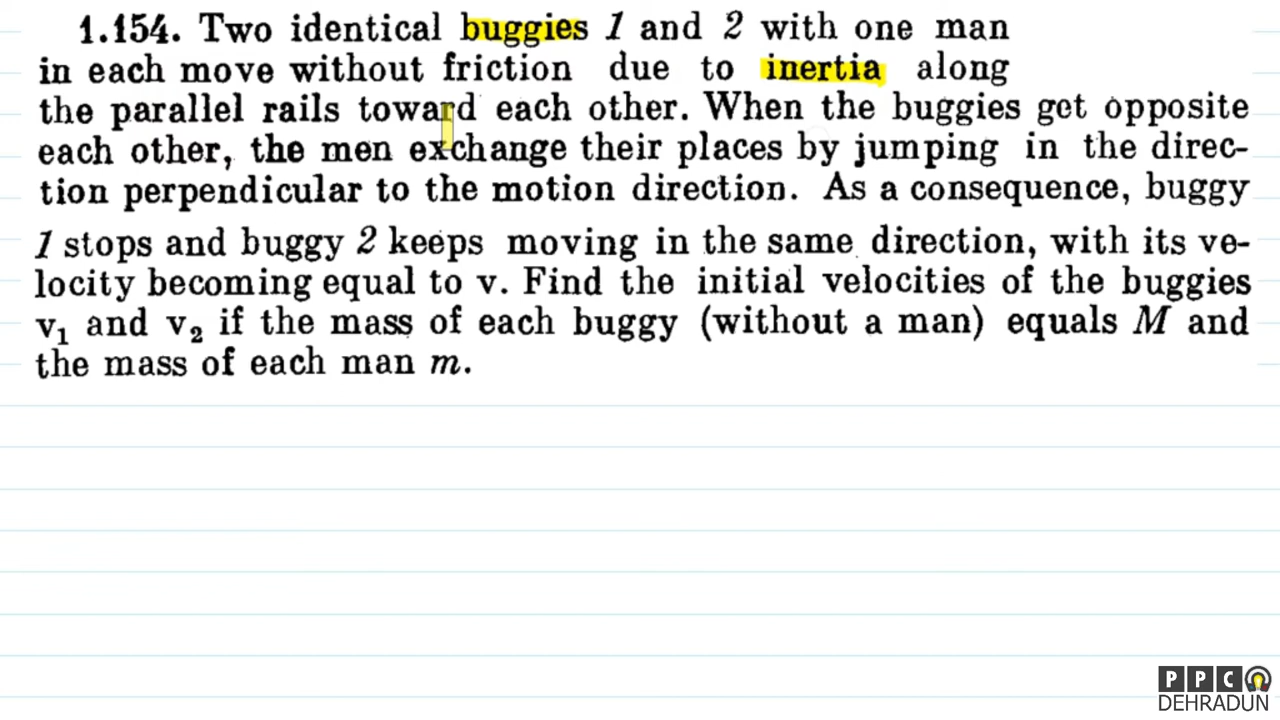 1.154. Two identical buggies 1 and 2 with one man
in each move without friction due to inertia along
the parallel rails toward each other. When the buggies get opposite
each other, the men exchange their places by jumping in the direc-
tion perpendicular to the motion direction. As a consequence, buggy
1 stops and buggy 2 keeps moving in the same direction, with its ve-
locity becoming equal to v. Find the initial velocities of the buggies
v₁ and v₂ if the mass of each buggy (without a man) equals M and
the mass of each man m.
PPC
DEHRADUN